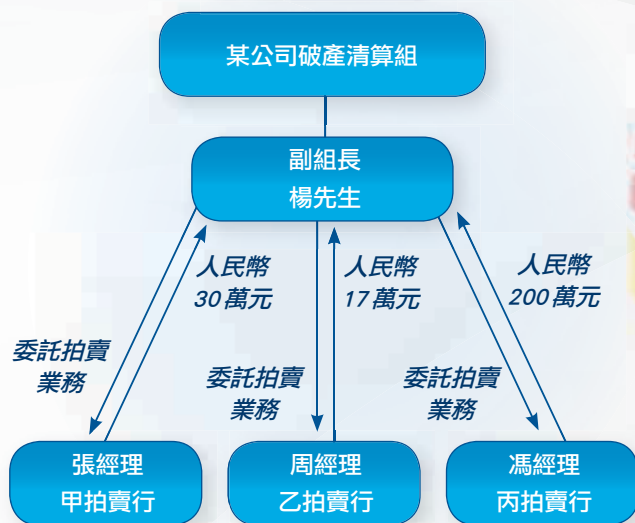 某公司破產清算組
副組長
楊先生
人民幣
30萬元
人民幣
17萬元
人民幣
200萬元
委託拍賣
業務
委託拍賣
業務
委託拍賣
業務
張經理
甲拍賣行
周經理
乙拍賣行
馮經理
丙拍賣行